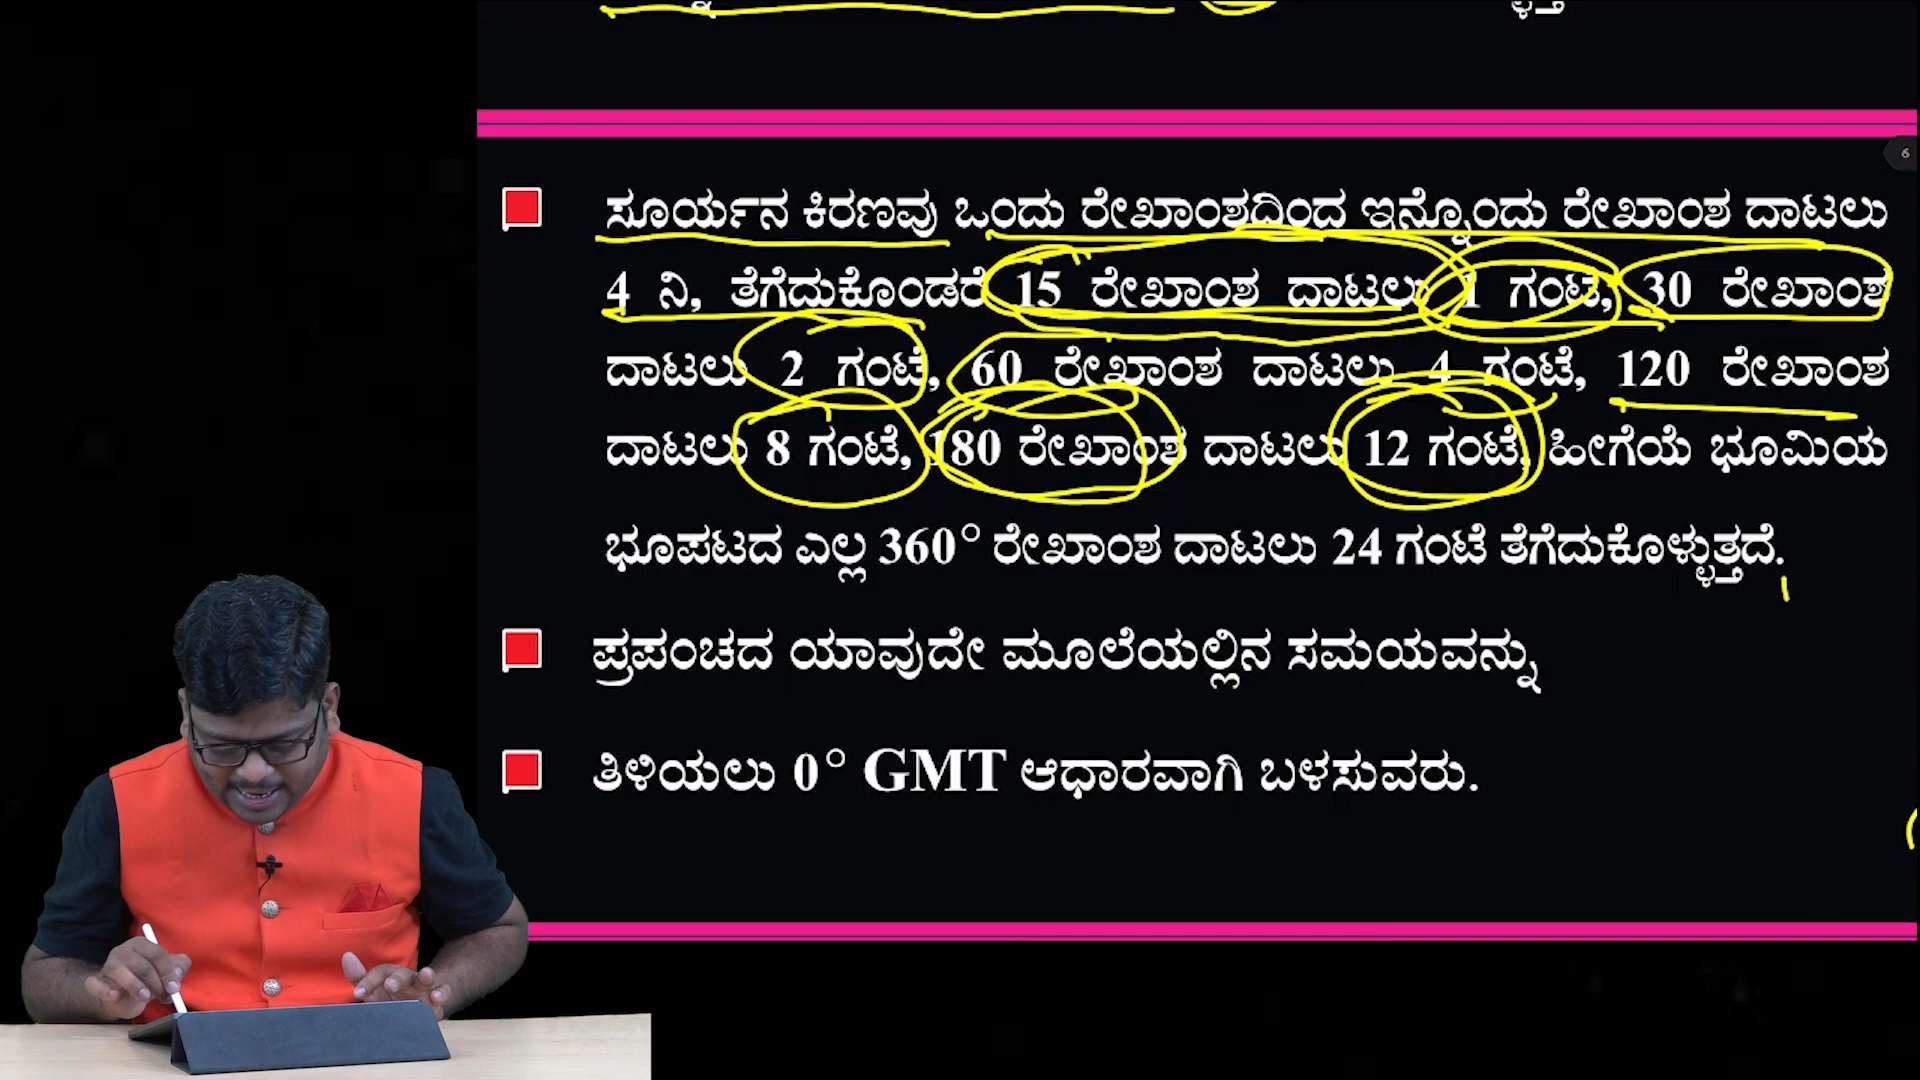 6
ಸೂರ್ಯನ ಕಿರಣವು ಒಂದು ರೇಖಾಂಶದಿಂದ ಇನ್ನೊಂದು ರೇಖಾಂಶ ದಾಟಲು
4 ನಿ, ತೆಗೆದುಕೊಂಡರೆ 15 ರೇಖಾಂಶ ದಾಟಲು 1 ಗಂಟೆ, 30 ರೇಖಾಂಶ
ದಾಟಲು 2 ಗಂಟೆ, 60 ರೇಖಾಂಶ ದಾಟಲು 4 ಗಂಟೆ, 120 ರೇಖಾಂಶ
ದಾಟಲು 8 ಗಂಟೆ, 180 ರೇಖಾಂಶ ದಾಟಲು 12 ಗಂಟೆ, ಹೀಗೆಯೆ ಭೂಮಿಯ
ಭೂಪಟದ ಎಲ್ಲ 360° ರೇಖಾಂಶ ದಾಟಲು 24 ಗಂಟೆ ತೆಗೆದುಕೊಳ್ಳುತ್ತದೆ.
ಪ್ರಪಂಚದ ಯಾವುದೇ ಮೂಲೆಯಲ್ಲಿನ ಸಮಯವನ್ನು
ತಿಳಿಯಲು 0° GMT ಆಧಾರವಾಗಿ ಬಳಸುವರು.